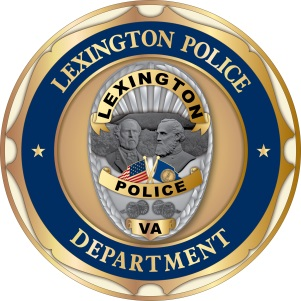 LEXINGTON POLICE
DEPARTMENT
LEXINGTON
POLICE
VA